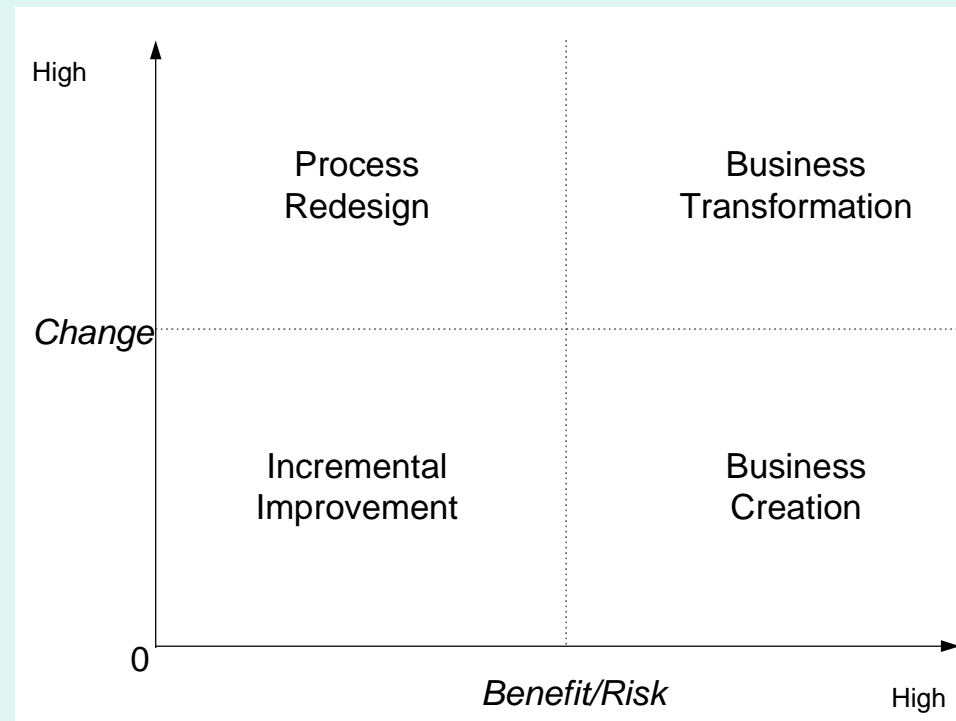 High
Process
Redesign
Business
Transformation
Change
Incremental
Improvement
Business
Creation
0
Benefit/Risk
High